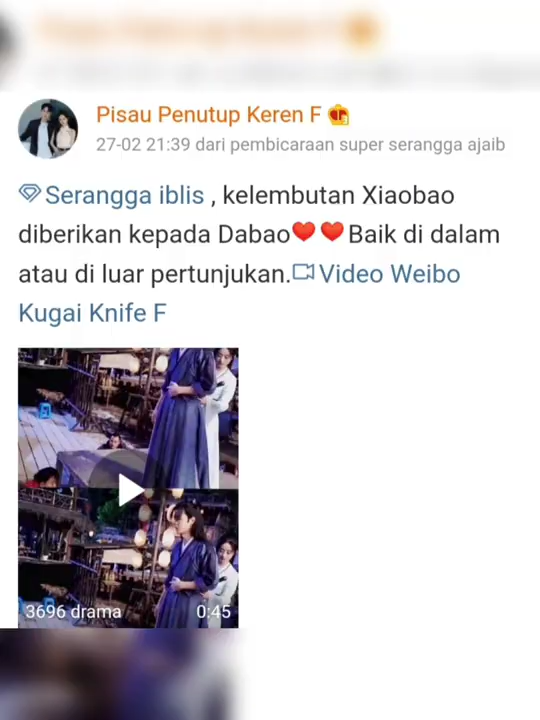 Pisau Penutup Keren F
27-02 21:39 dari pembicaraan super serangga ajaib
Serangga iblis , kelembutan Xiaobao
diberikan kepada Dabao❤❤Baik di dalam
atau di luar pertunjukan.Video Weibo
Kugai Knife F
3696 drama
0:45